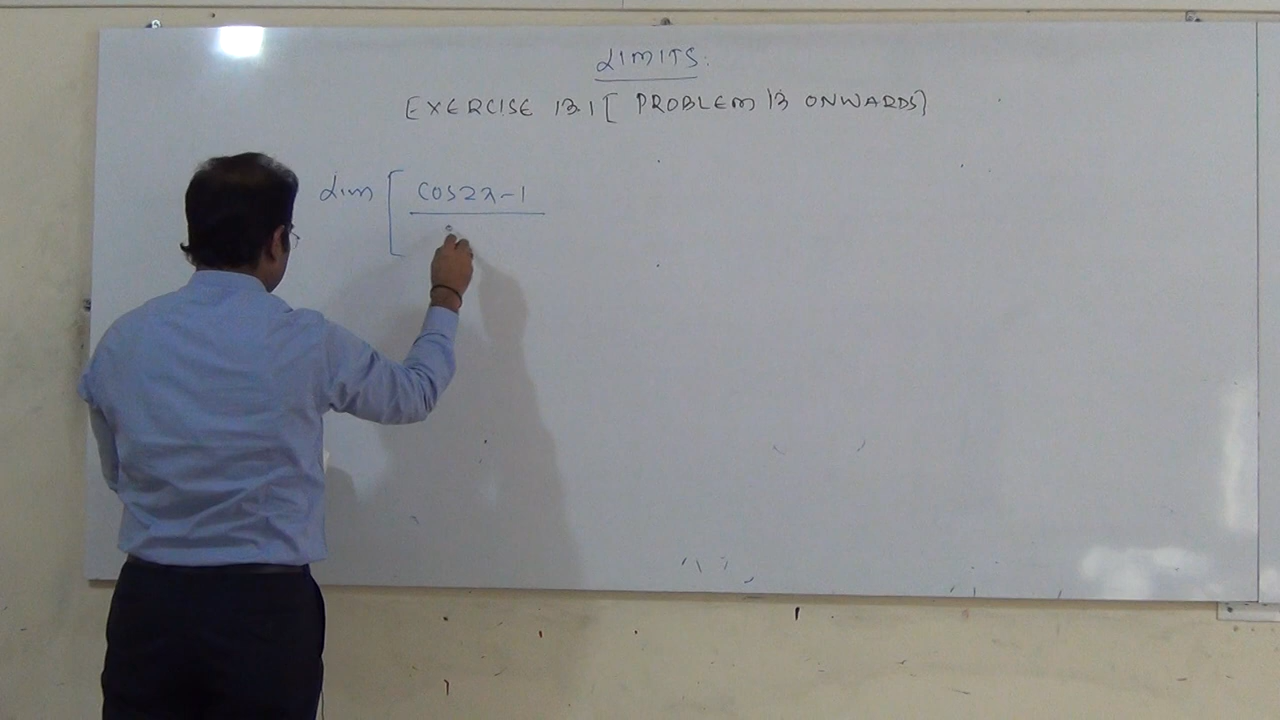 LIMITS:
EXERCISE 13.1 [ PROBLEM 13 ONWARDS]
Lim [ cos2x-1